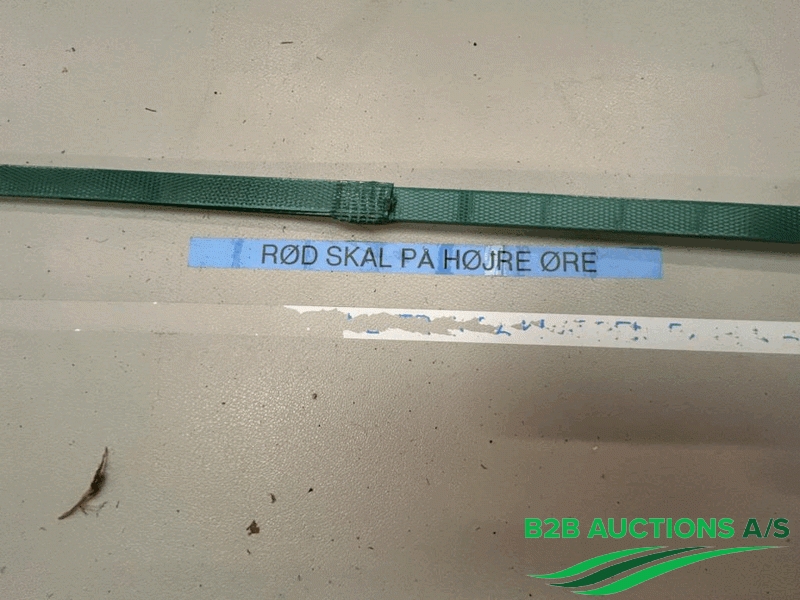 RØD SKAL PÅ HØJRE ØRE
B2B AUCTIONS A/S